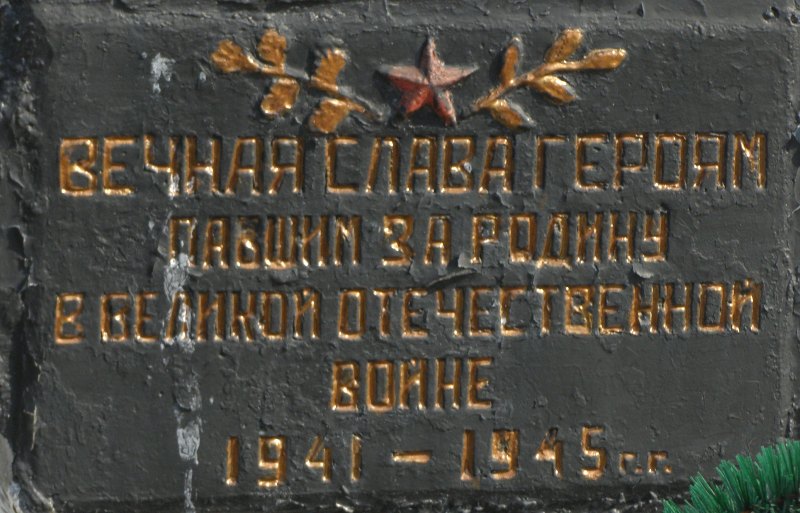 ВЕЧНАЯ СЛАВА ГЕРОЯМ
ПАВШИМ ЗА РОДИНУ
В ВЕЛИКОЙ ОТЕЧЕСТВЕННОЙ
ВОЙНЕ
1941 – 1945 г.г.